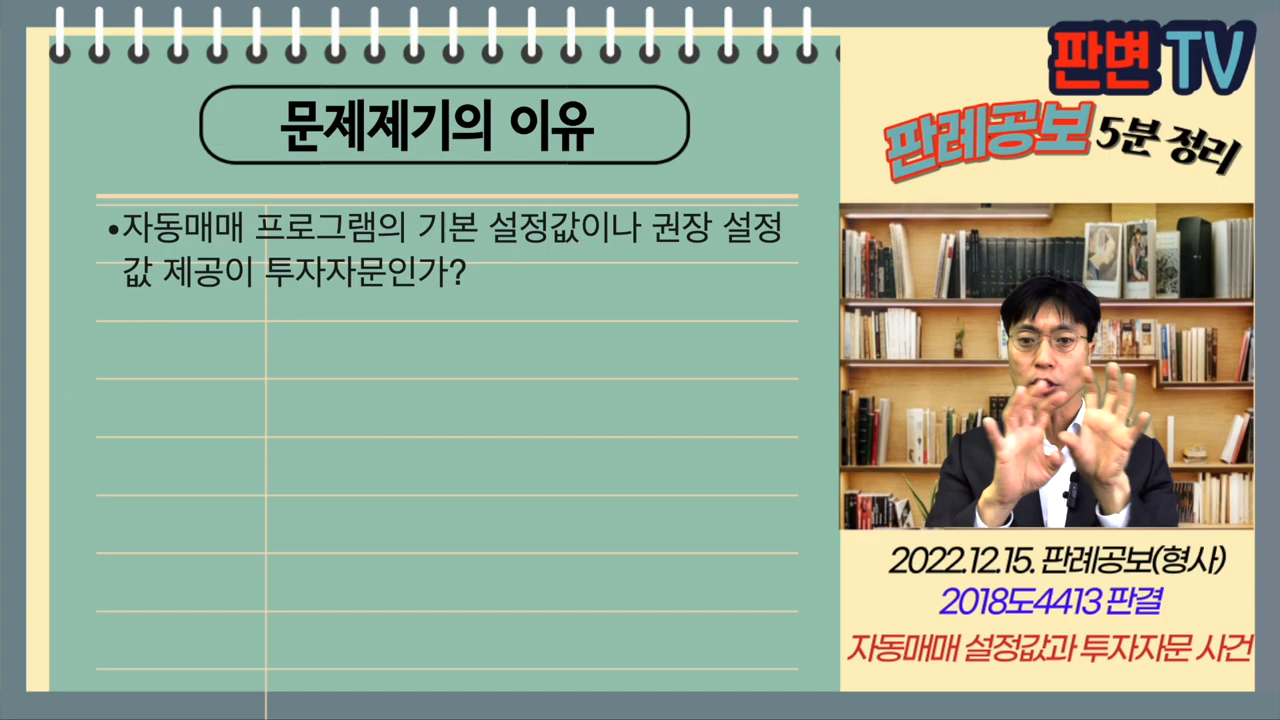 문제제기의 이유
•자동매매 프로그램의 기본 설정값이나 권장 설정
값 제공이 투자자문인가?
판변 TV
판례공보 5분 정리
2022.12.15. 판례공보(형사)
2018도4413 판결
자동매매 설정값과 투자자문 사건